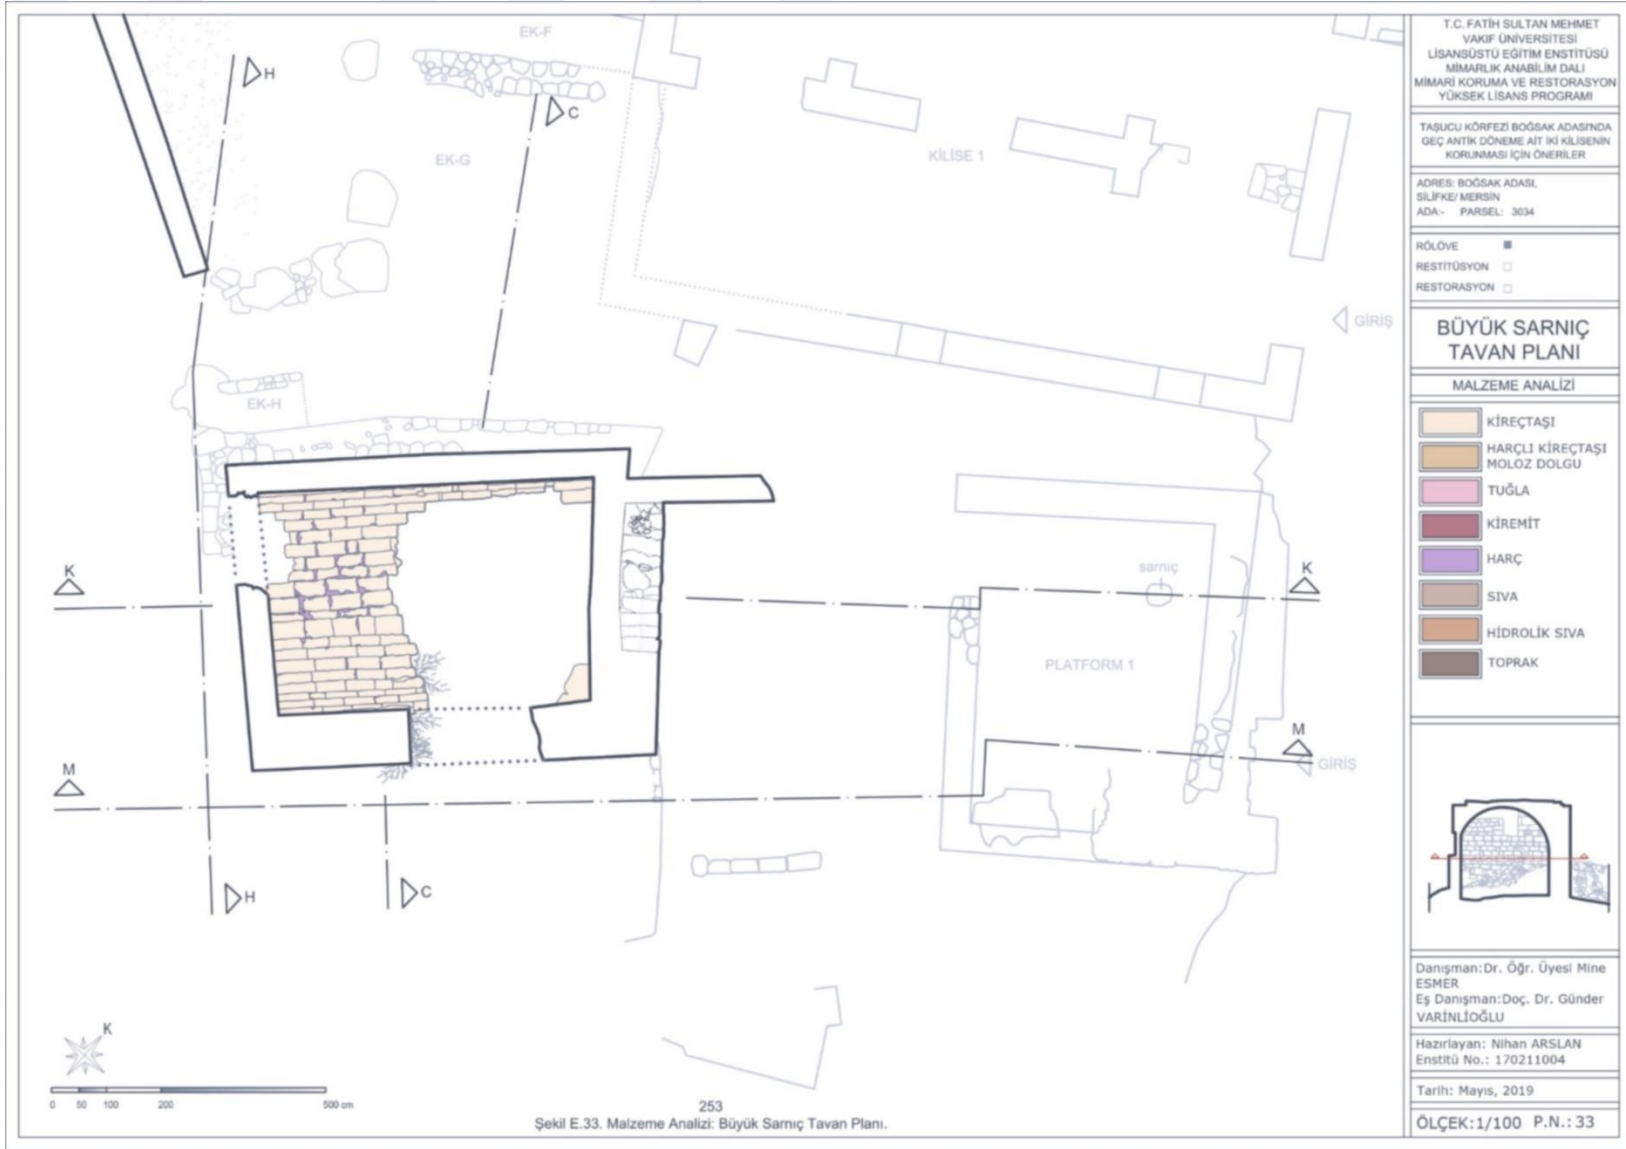 EK-F
H
C
EK-G
KİLİSE 1
GİRİŞ
EK-H
K
K
sarnıç
PLATFORM 1
M
M
GİRİŞ
H
C
K
0 50 100 200 500 cm
253
Şekil E.33. Malzeme Analizi: Büyük Sarnıç Tavan Planı.
T.C. FATİH SULTAN MEHMET
VAKIF ÜNİVERSİTESİ
LİSANSÜSTÜ EĞİTİM ENSTİTÜSÜ
MİMARLIK ANABİLİM DALI
MİMARİ KORUMA VE RESTORASYON
YÜKSEK LİSANS PROGRAMI
TAŞUCU KÖRFEZİ BOĞSAK ADASI'NDA
GEÇ ANTİK DÖNEME AİT İKİ KİLİSENİN
KORUNMASI İÇİN ÖNERİLER
ADRES: BOĞSAK ADASI,
SİLİFKE/ MERSİN
ADA:- PARSEL: 3034
RÖLÖVE
RESTİTÜSYON
RESTORASYON
BÜYÜK SARNIÇ
TAVAN PLANI
MALZEME ANALİZİ
KİREÇTAŞI
HARÇLI KİREÇTAŞI
MOLOZ DOLGU
TUĞLA
KİREMİT
HARÇ
SIVA
HİDROLİK SIVA
TOPRAK
Danışman:Dr. Öğr. Üyesi Mine
ESMER
Eş Danışman:Doç. Dr. Günder
VARİNLİOĞLU
Hazırlayan: Nihan ARSLAN
Enstitü No.: 170211004
Tarih: Mayıs, 2019
ÖLÇEK:1/100 P.N.: 33